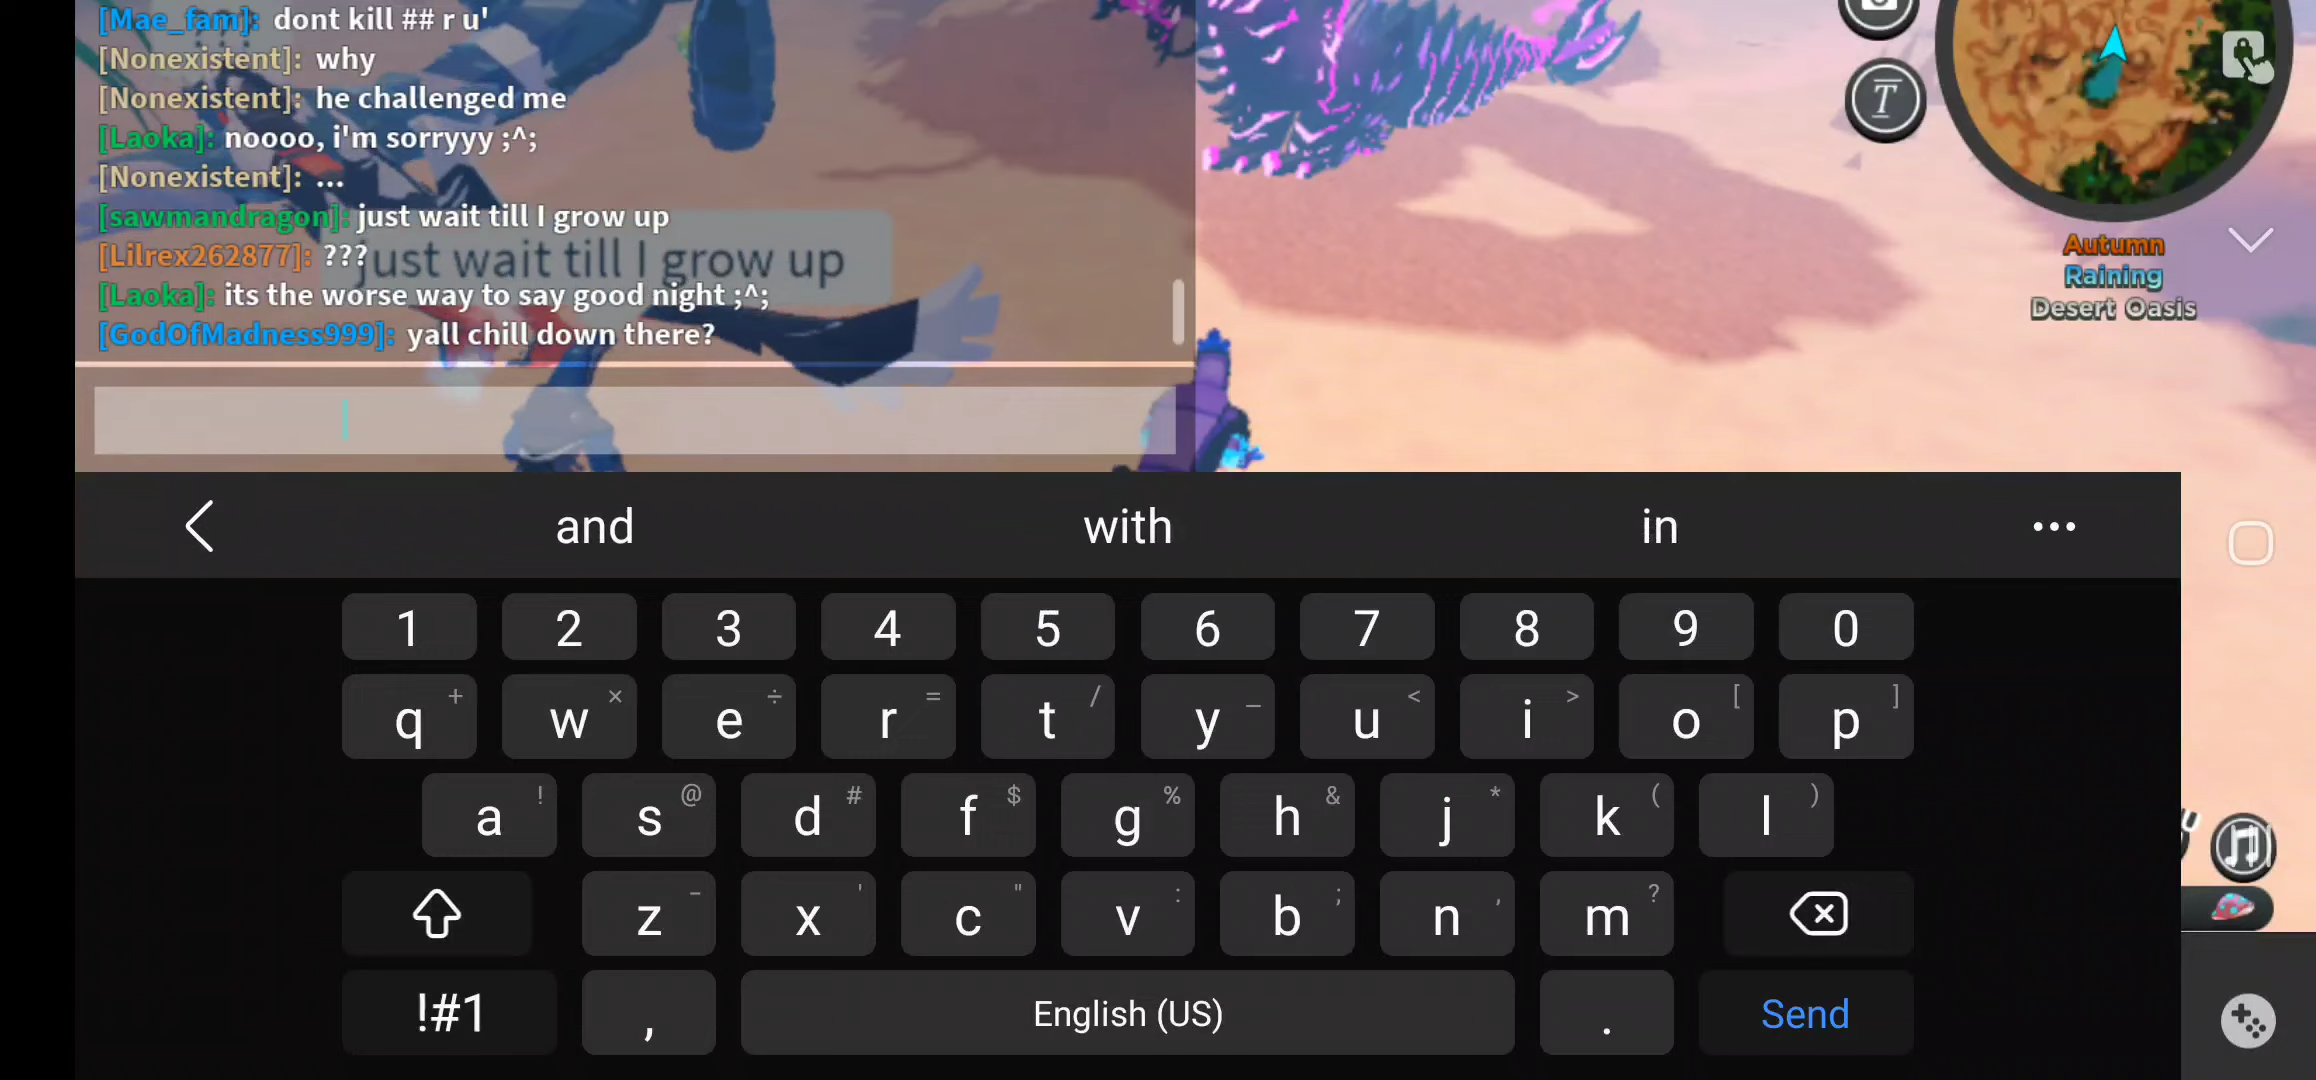 [Mae_fam]: dont kill ## r u'
[Nonexistent]: why
[Nonexistent]: he challenged me
[Laoka]: noooo, i'm sorryyy ;^;
[Nonexistent]: ...
[sawmandragon]: just wait till I grow up
[Lilrex262877]: ???
just wait till I grow up
[Laoka]: its the worse way to say good night ;^;
[GodOfMadness999]: yall chill down there?
T
Autumn
Raining
Desert Oasis
and with in ...
1 2 3 4 5 6 7 8 9 0
q + w × e ÷ r = t / y _ u < i > o [ p ]
a ! s @ d # f $ g % h & j * k ( l )
z - x ' c " v : b ; n , m ?
!#1 , English (US) . Send